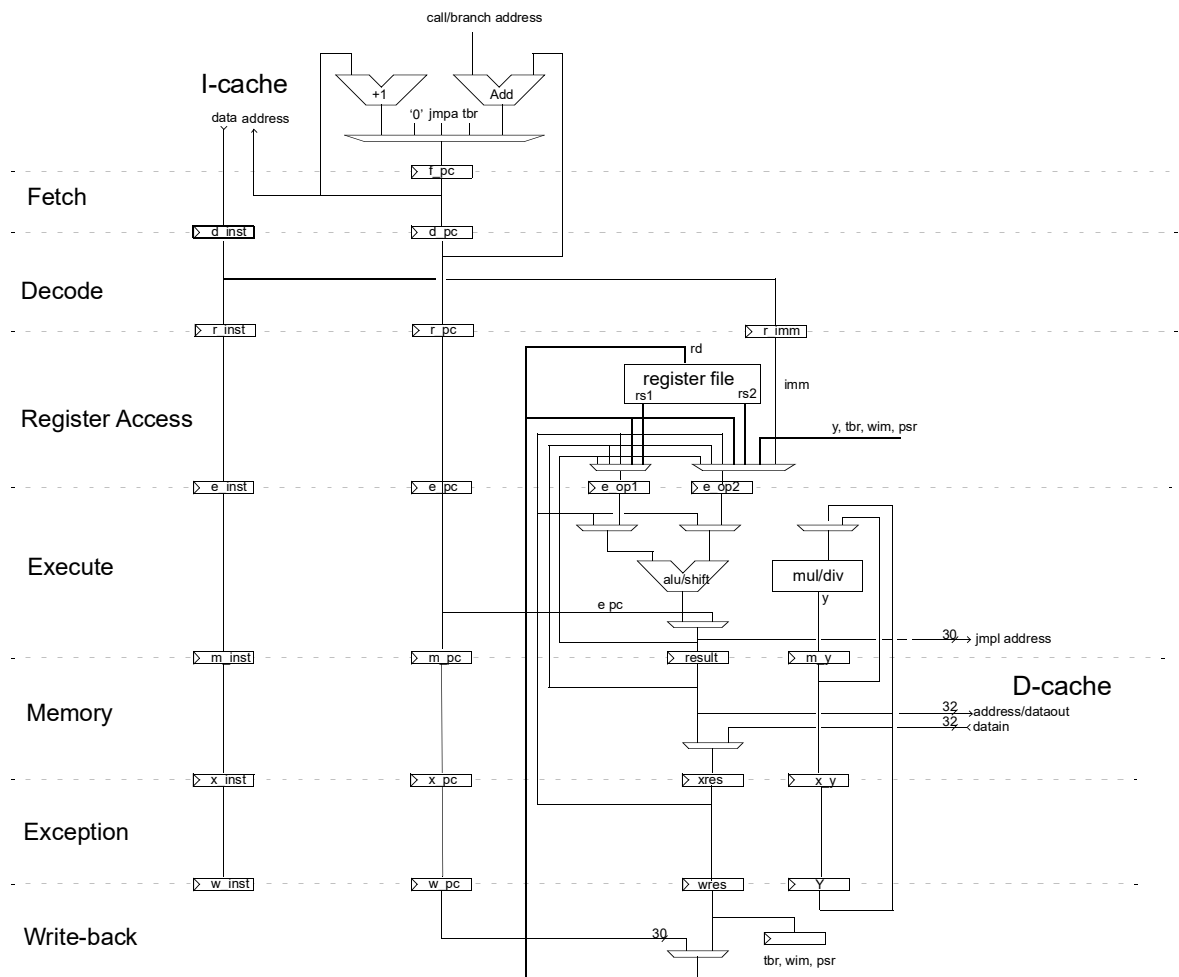 call/branch address
I-cache
+1
Add
data address
'0' jmpa tbr
f_pc
Fetch
d_inst
d_pc
Decode
r_inst
r_pc
r_imm
rd
register file
rs1
rs2
imm
Register Access
y, tbr, wim, psr
e_inst
e_pc
e_op1
e_op2
Execute
alu/shift
mul/div
y
e pc
30
jmpl address
m_inst
m_pc
result
m_y
D-cache
Memory
32
address/dataout
32
datain
x_inst
x_pc
xres
x_y
Exception
w_inst
w_pc
wres
Y
Write-back
30
tbr, wim, psr